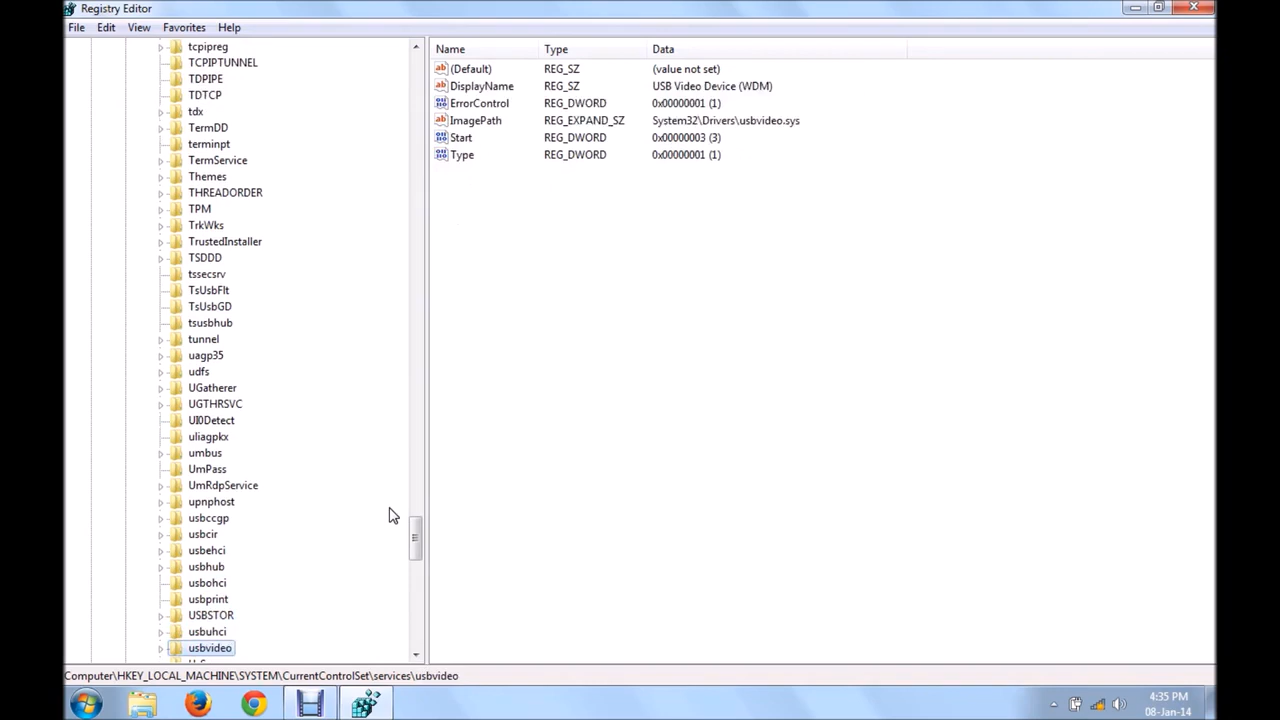 Registry Editor
File Edit View Favorites Help
tcpipreg
TCPIPTUNNEL
TDPIPE
TDTCP
tdx
TermDD
terminpt
TermService
Themes
THREADORDER
TPM
TrkWks
TrustedInstaller
TSDDD
tssecsrv
TsUsbFlt
TsUsbGD
tsusbhub
tunnel
uagp35
udfs
UGatherer
UGTHRSVC
UI0Detect
uliagpkx
umbus
UmPass
UmRdpService
upnphost
usbccgp
usbcir
usbehci
usbhub
usbohci
usbprint
USBSTOR
usbuhci
usbvideo
Name Type Data
(Default) REG_SZ (value not set)
DisplayName REG_SZ USB Video Device (WDM)
ErrorControl REG_DWORD 0x00000001 (1)
ImagePath REG_EXPAND_SZ System32\Drivers\usbvideo.sys
Start REG_DWORD 0x00000003 (3)
Type REG_DWORD 0x00000001 (1)
Computer\HKEY_LOCAL_MACHINE\SYSTEM\CurrentControlSet\services\usbvideo
4:35 PM
08-Jan-14